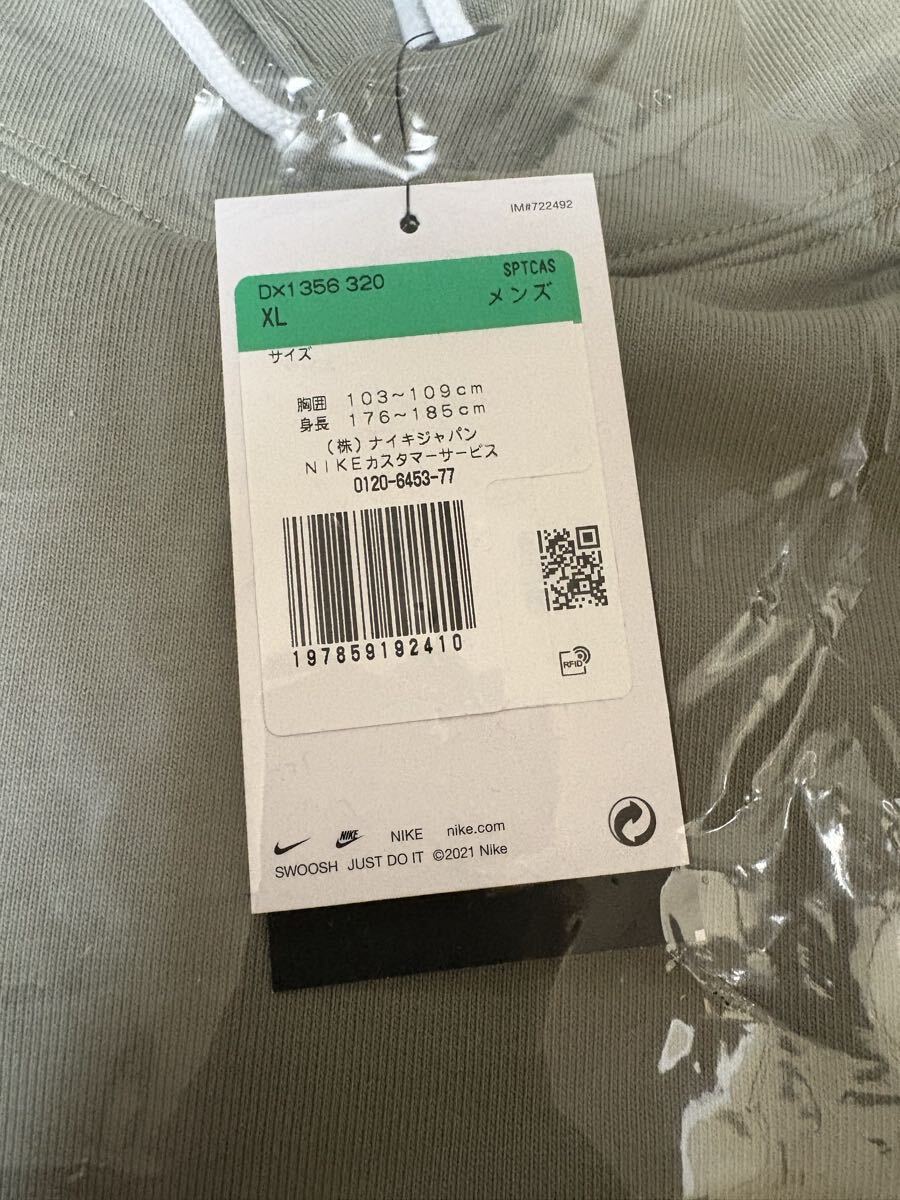 IM#722492
DX1356 320 SPTCAS
XL メンズ
サイズ
胸囲 103~109cm
身長 176~185cm
(株)ナイキジャパン
NIKEカスタマーサービス
0120-6453-77
197859192410
RFID
NIKE NIKE nike.com
SWOOSH JUST DO IT ©2021 Nike